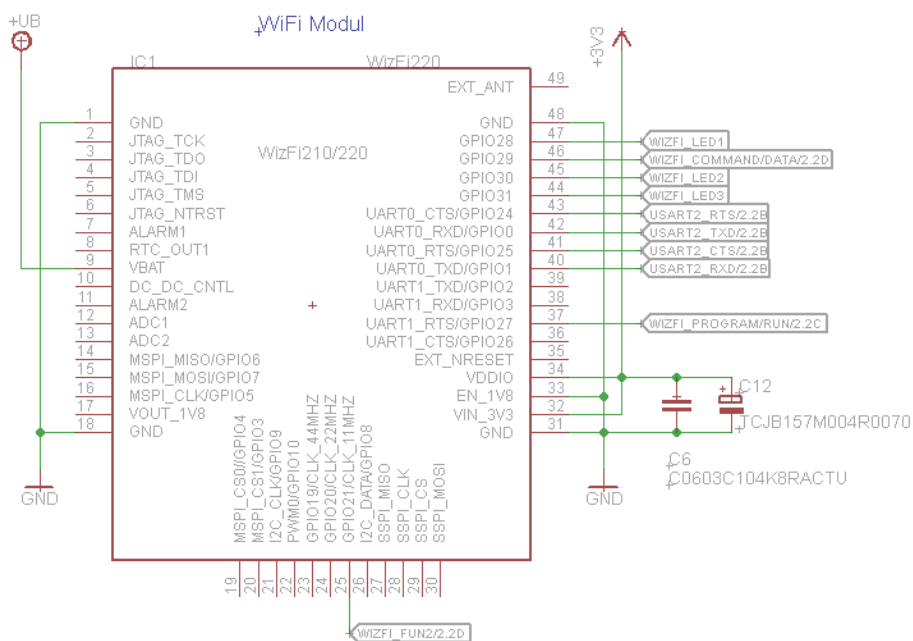 +UB
WiFi Modul
+3V3
IC1
WizFi220
WizFi210/220
1 GND
2 JTAG_TCK
3 JTAG_TDO
4 JTAG_TDI
5 JTAG_TMS
6 JTAG_NTRST
7 ALARM1
8 RTC_OUT1
9 VBAT
10 DC_DC_CNTL
11 ALARM2
12 ADC1
13 ADC2
14 MSPI_MISO/GPIO6
15 MSPI_MOSI/GPIO7
16 MSPI_CLK/GPIO5
17 VOUT_1V8
18 GND
GND
EXT_ANT 49
GND 48
GPIO28 47 WIZFI_LED1
GPIO29 46 WIZFI_COMMAND/DATA/2.2D
GPIO30 45 WIZFI_LED2
GPIO31 44 WIZFI_LED3
UART0_CTS/GPIO24 43 USART2_RTS/2.2B
UART0_RXD/GPIO0 42 USART2_TXD/2.2B
UART0_RTS/GPIO25 41 USART2_CTS/2.2B
UART0_TXD/GPIO1 40 USART2_RXD/2.2B
UART1_TXD/GPIO2 39
UART1_RXD/GPIO3 38
UART1_RTS/GPIO27 37 WIZFI_PROGRAM/RUN/2.2C
UART1_CTS/GPIO26 36
EXT_NRESET 35
VDDIO 34
EN_1V8 33
VIN_3V3 32
GND 31
C12
TCJB157M004R0070
C6
C0603C104K8RACTU
GND
MSPI_CS0//GPIO4 19
MSPI_CS1/GPIO3 20
I2C_CLK/GPIO9 21
PWM0/GPIO10 22
GPIO19/CLK_44MHZ 23
GPIO20/CLK_22MHZ 24
GPIO21/CLK_11MHZ 25
I2C_DATA/GPIO8 26
SSPI_MISO 27
SSPI_CLK 28
SSPI_CS 29
SSPI_MOSI 30
WIZFI_FUN2/2.2D